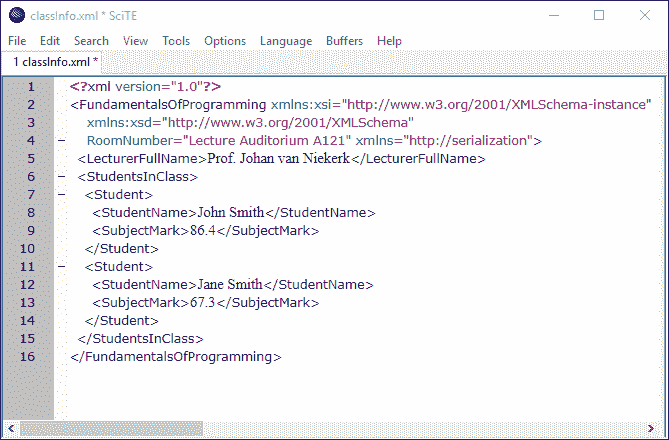 classInfo.xml * SciTE
File Edit Search View Tools Options Language Buffers Help
1 classInfo.xml *
1 <?xml version="1.0"?>
2 <FundamentalsOfProgramming xmlns:xsi="http://www.w3.org/2001/XMLSchema-instance"
3 xmlns:xsd="http://www.w3.org/2001/XMLSchema"
4 RoomNumber="Lecture Auditorium A121" xmlns="http://serialization">
5 <LecturerFullName>Prof. Johan van Niekerk</LecturerFullName>
6 <StudentsInClass>
7 <Student>
8 <StudentName>John Smith</StudentName>
9 <SubjectMark>86.4</SubjectMark>
10 </Student>
11 <Student>
12 <StudentName>Jane Smith</StudentName>
13 <SubjectMark>67.3</SubjectMark>
14 </Student>
15 </StudentsInClass>
16 </FundamentalsOfProgramming>